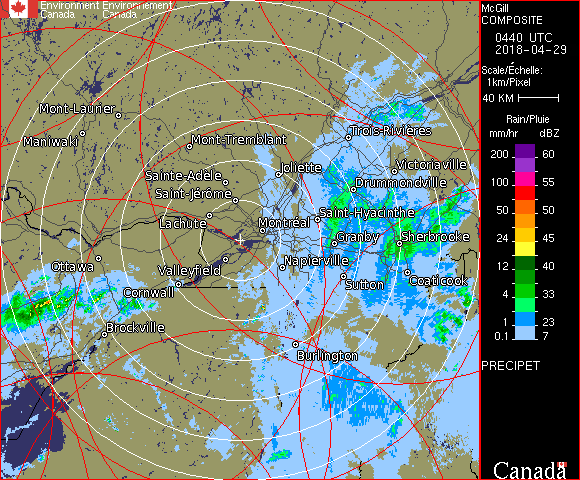 Environment Environnement
Canada Canada
McGill
COMPOSITE
0440 UTC
2018-04-29
Scale/Échelle:
1km/Pixel
40 KM
Rain/Pluie
mm/hr dBZ
200 60
100 55
50 50
24 45
12 40
4 33
1 23
0.1 7
PRECIPET
Mont-Laurier
Maniwaki
Mont-Tremblant
Trois-Rivières
Joliette
Victoriaville
Sainte-Adèle
Drummondville
Saint-Jérôme
Lachute
Saint-Hyacinthe
Montréal
Granby
Sherbrooke
Ottawa
Valleyfield
Napierville
Sutton
Coaticook
Cornwall
Brockville
Burlington
Canada